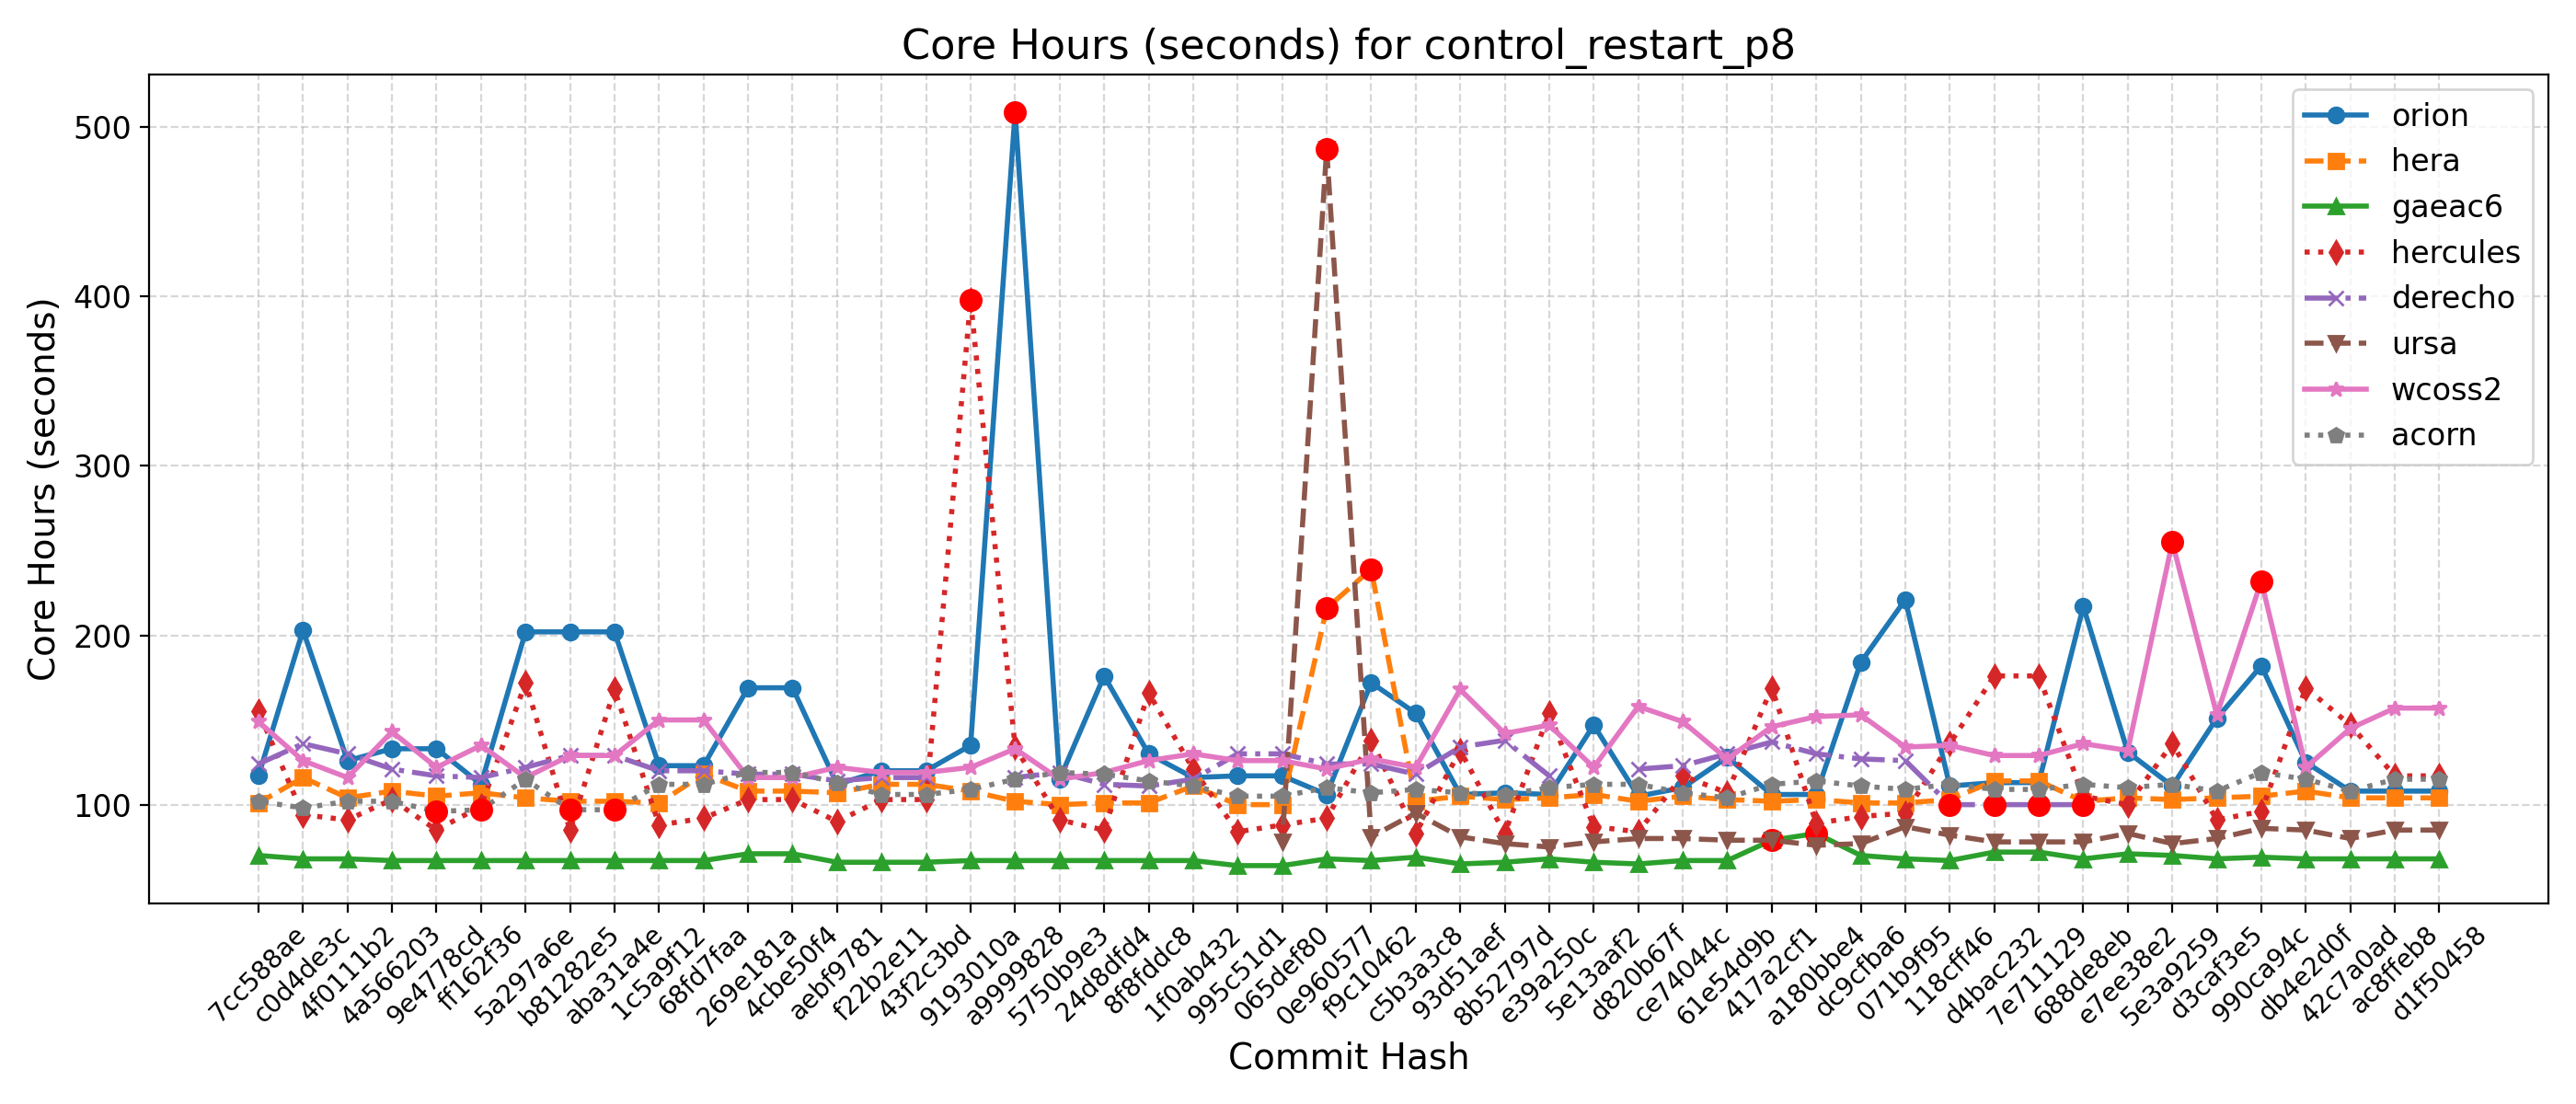 Core Hours (seconds) for control_restart_p8
Core Hours (seconds)
500
400
300
200
100
orion
hera
gaeac6
hercules
derecho
ursa
wcoss2
acorn
7cc588ae
c0d4de3c
4f0111b2
4a566203
9e4778cd
ff162f36
5a297a6e
b81282e5
aba31a4e
1c5a9f12
68fd7faa
269e181a
4cbe50f4
aebf9781
f22b2e11
43f2c3bd
9193010a
a9999828
5750b9e3
24d8dfd4
8f8fddc8
1f0ab432
995c51d1
065def80
0e960577
f9c10462
c5b3a3c8
93d51aef
8b52797d
e39a250c
5e13aaf2
d820b67f
ce74044c
61e54d9b
417a2cf1
a180bbe4
dc9cfba6
071b9f95
118cff46
d4bac232
7e711129
688de8eb
e7ee38e2
5e3a9259
d3caf3e5
990ca94c
db4e2d0f
42c7a0ad
ac8ffeb8
d1f50458
Commit Hash